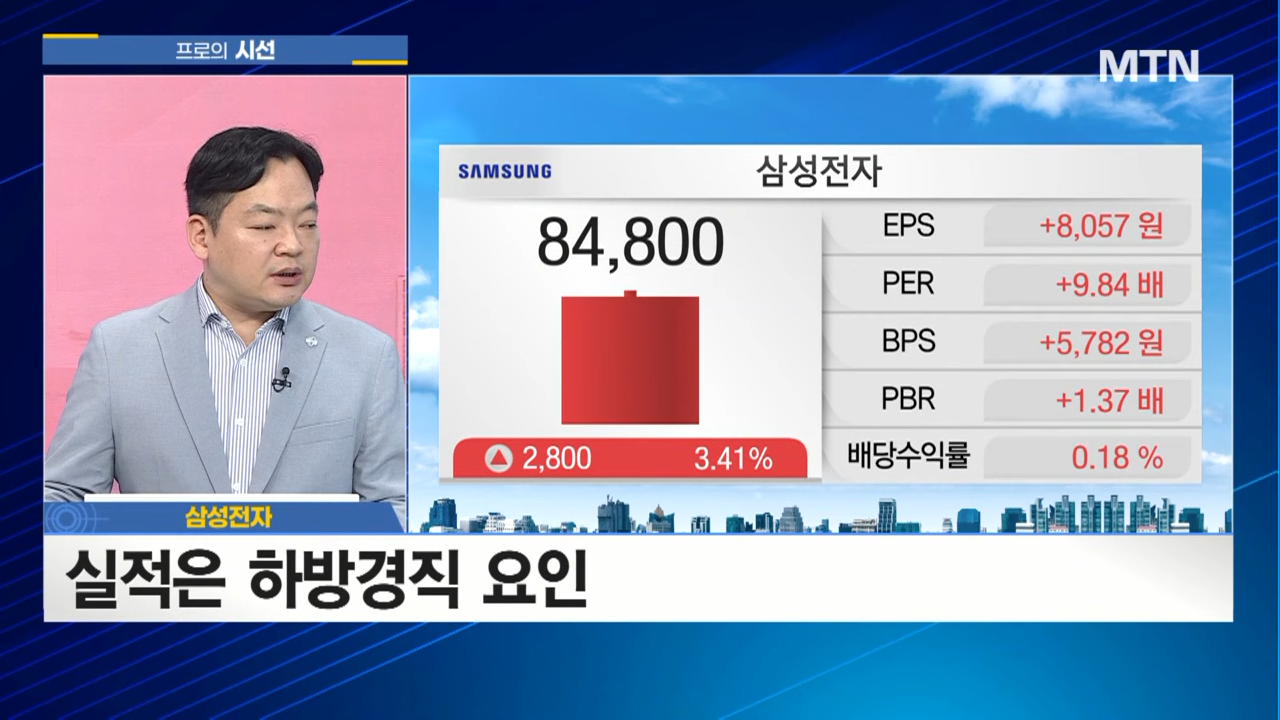 프로의 시선
MTN
SAMSUNG
삼성전자
84,800
▲ 2,800 3.41%
EPS +8,057 원
PER +9.84 배
BPS +5,782 원
PBR +1.37 배
배당수익률 0.18 %
삼성전자
실적은 하방경직 요인